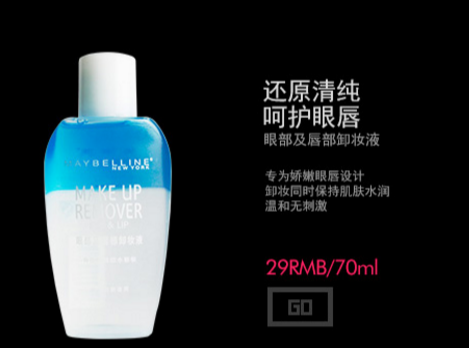 MAYBELLINE®
NEW YORK
MAKE UP
REMOVER
& LIP
还原清纯
呵护眼唇
眼部及唇部卸妆液
专为娇嫩眼唇设计
卸妆同时保持肌肤水润
温和无刺激
29RMB/70ml
GO